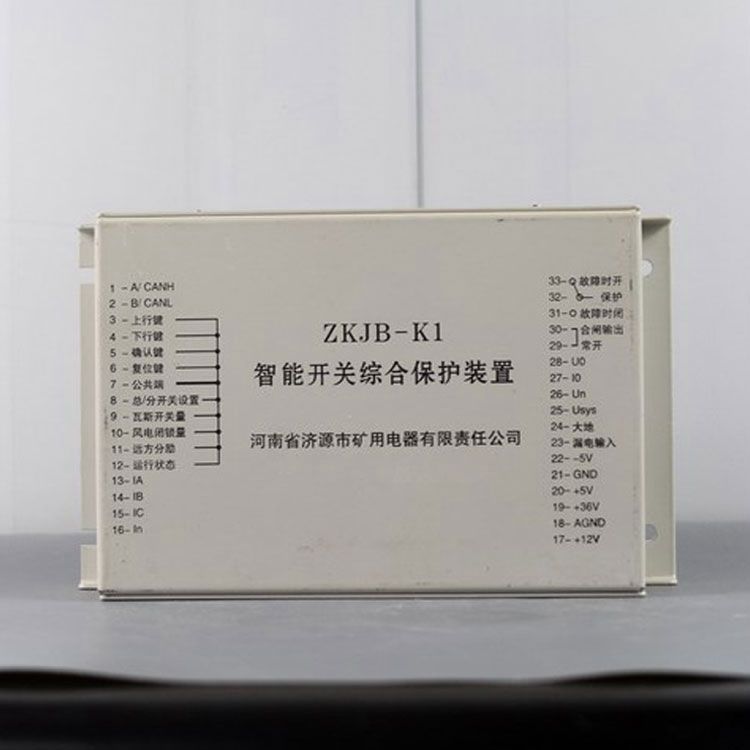 1-A/CANH
2-B/CANL
3-上行键
4-下行键
5-确认键
6-复位键
7-公共端
8-总/分开关设置
9-瓦斯开关量
10-风电闭锁量
11-远方分励
12-运行状态
13-IA
14-IB
15-IC
16-In
ZKJB-K1
智能开关综合保护装置
河南省济源市矿用电器有限责任公司
33-故障时开
32-保护
31-故障时闭
30-合闸输出
29-常开
28-U0
27-I0
26-Un
25-Usys
24-大地
23-漏电输入
22--5V
21-GND
20-+5V
19-+36V
18-AGND
17-+12V